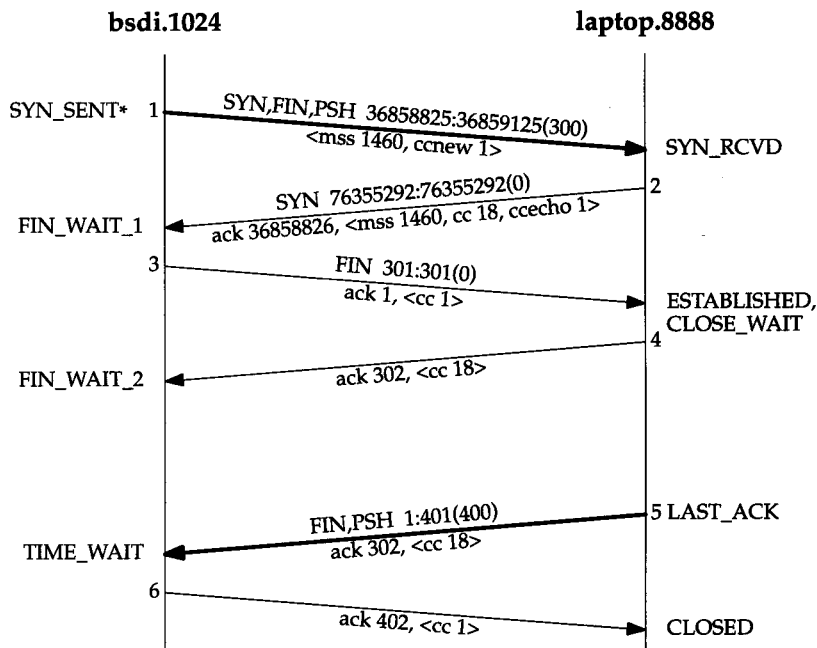 bsdi.1024
laptop.8888
SYN_SENT* 1
SYN,FIN,PSH 36858825:36859125(300)
<mss 1460, ccnew 1>
SYN_RCVD
2
SYN 76355292:76355292(0)
ack 36858826, <mss 1460, cc 18, ccecho 1>
FIN_WAIT_1
3
FIN 301:301(0)
ack 1, <cc 1>
ESTABLISHED,
CLOSE_WAIT
4
ack 302, <cc 18>
FIN_WAIT_2
5 LAST_ACK
FIN,PSH 1:401(400)
ack 302, <cc 18>
TIME_WAIT
6
ack 402, <cc 1>
CLOSED